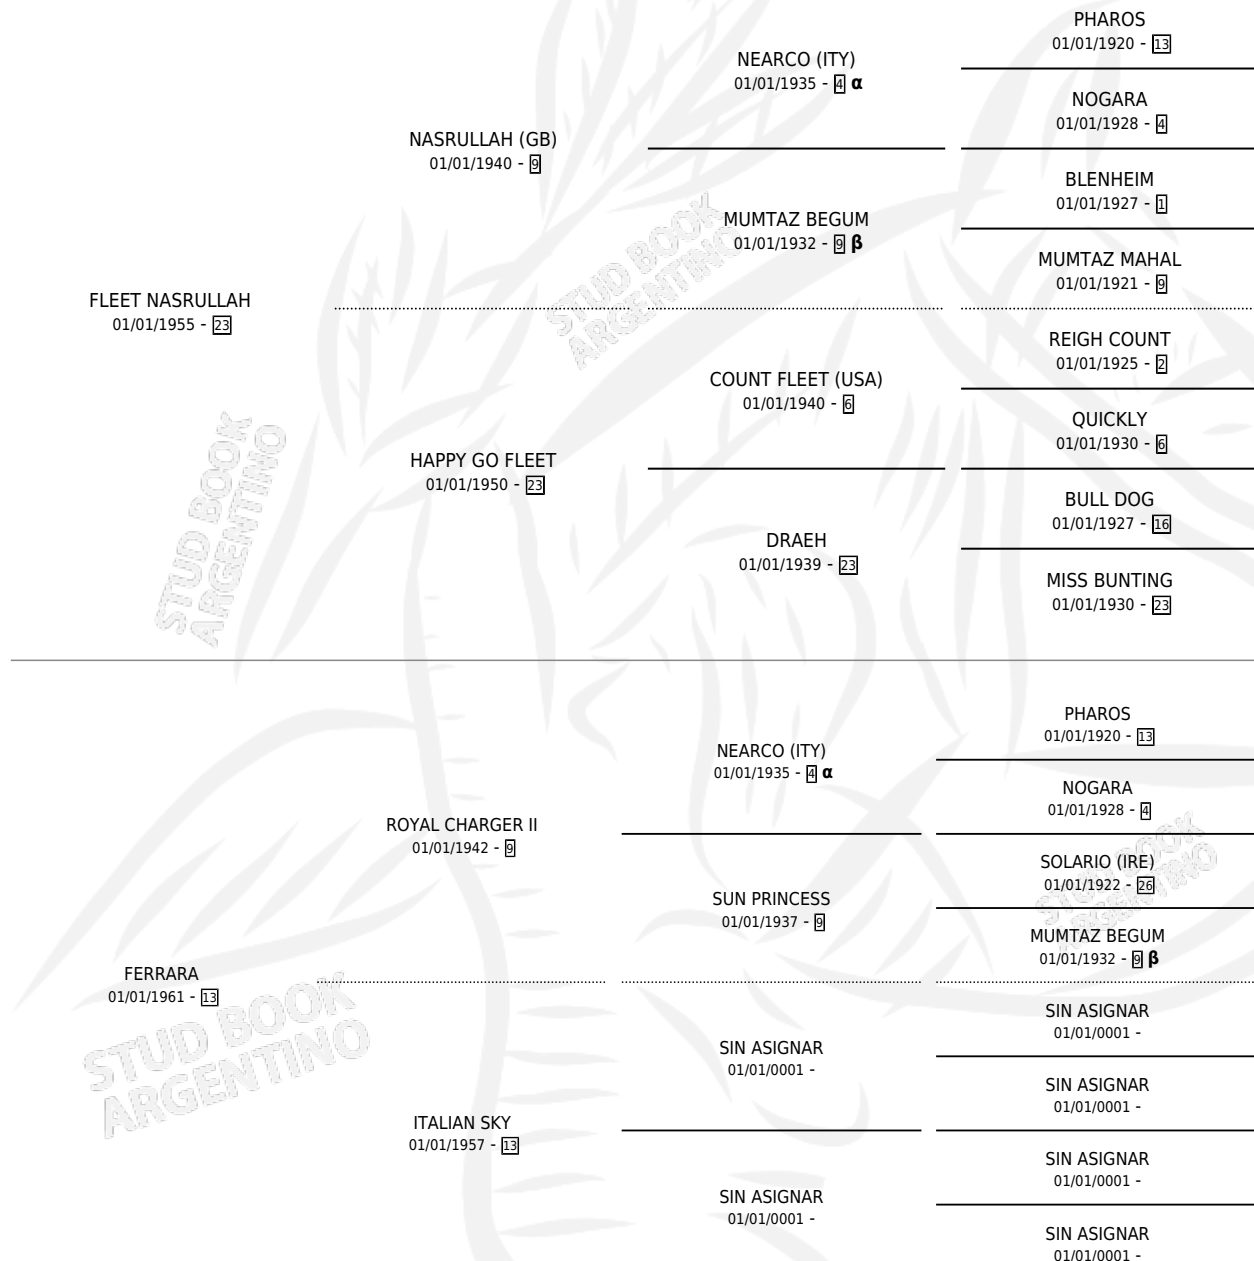 PHAROS
01/01/1920 - 13
NEARCO (ITY)
01/01/1935 - 4 α
NOGARA
01/01/1928 - 4
NASRULLAH (GB)
01/01/1940 - 9
BLENHEIM
01/01/1927 - 1
MUMTAZ BEGUM
01/01/1932 - 9 β
MUMTAZ MAHAL
01/01/1921 - 9
STUD BOOK
ARGENTINO
FLEET NASRULLAH
01/01/1955 - 23
REIGH COUNT
01/01/1925 - 2
COUNT FLEET (USA)
01/01/1940 - 6
QUICKLY
01/01/1930 - 6
HAPPY GO FLEET
01/01/1950 - 23
BULL DOG
01/01/1927 - 16
DRAEH
01/01/1939 - 23
MISS BUNTING
01/01/1930 - 23
STUD BOOK
ARGENTINO
PHAROS
01/01/1920 - 13
NEARCO (ITY)
01/01/1935 - 4 α
NOGARA
01/01/1928 - 4
ROYAL CHARGER II
01/01/1942 - 9
SOLARIO (IRE)
01/01/1922 - 26
SUN PRINCESS
01/01/1937 - 9
MUMTAZ BEGUM
01/01/1932 - 9 β
STUD BOOK
ARGENTINO
FERRARA
01/01/1961 - 13
SIN ASIGNAR
01/01/0001 -
SIN ASIGNAR
01/01/0001 -
SIN ASIGNAR
01/01/0001 -
STUD BOOK
ARGENTINO
ITALIAN SKY
01/01/1957 - 13
SIN ASIGNAR
01/01/0001 -
SIN ASIGNAR
01/01/0001 -
SIN ASIGNAR
01/01/0001 -